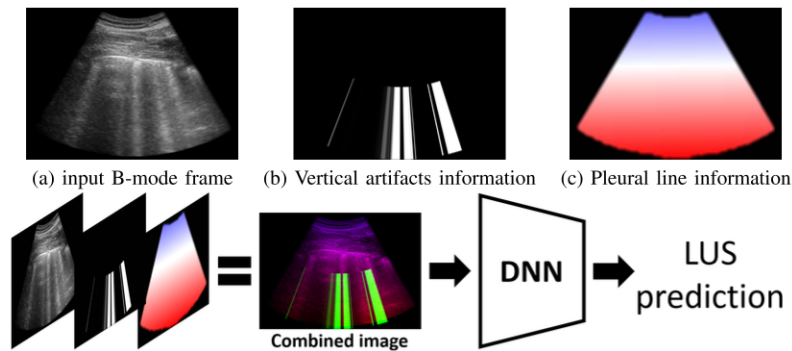 (a) input B-mode frame
(b) Vertical artifacts information
(c) Pleural line information
=
Combined image
DNN
LUS
prediction